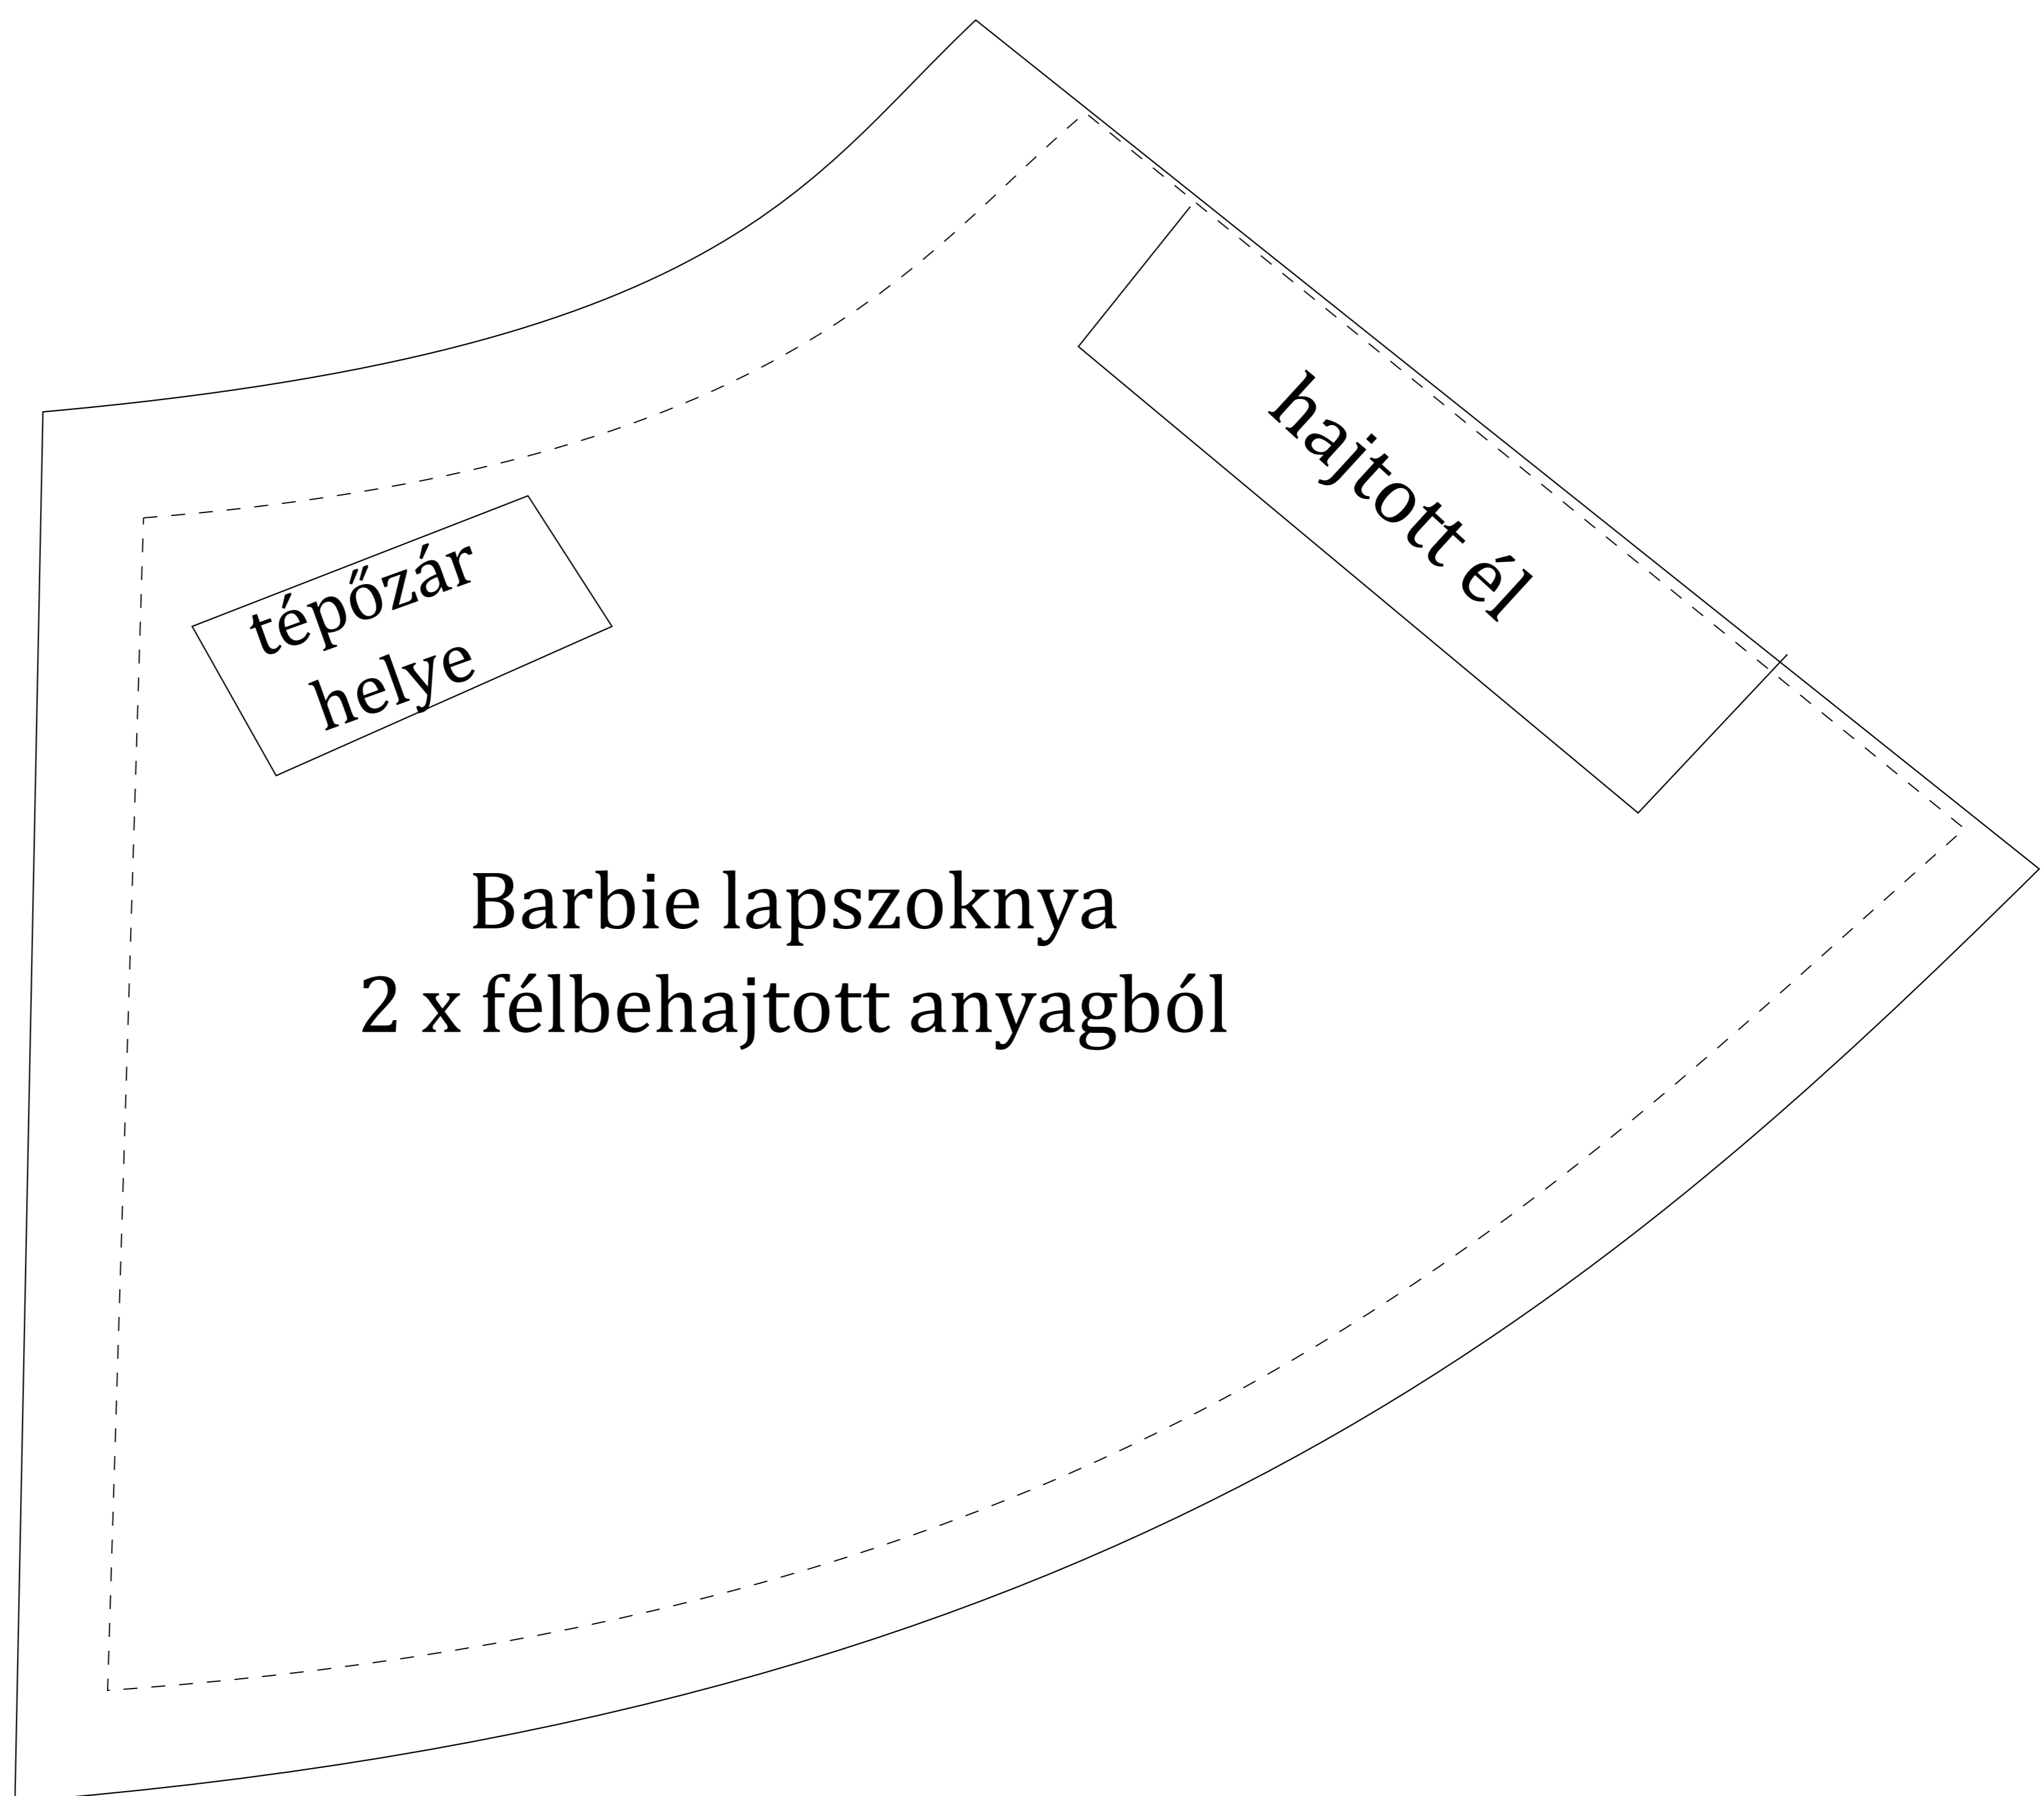 hajtott él
tépőzár
helye
Barbie lapszoknya
2 x félbehajtott anyagból